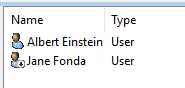 Name Type
Albert Einstein User
Jane Fonda User